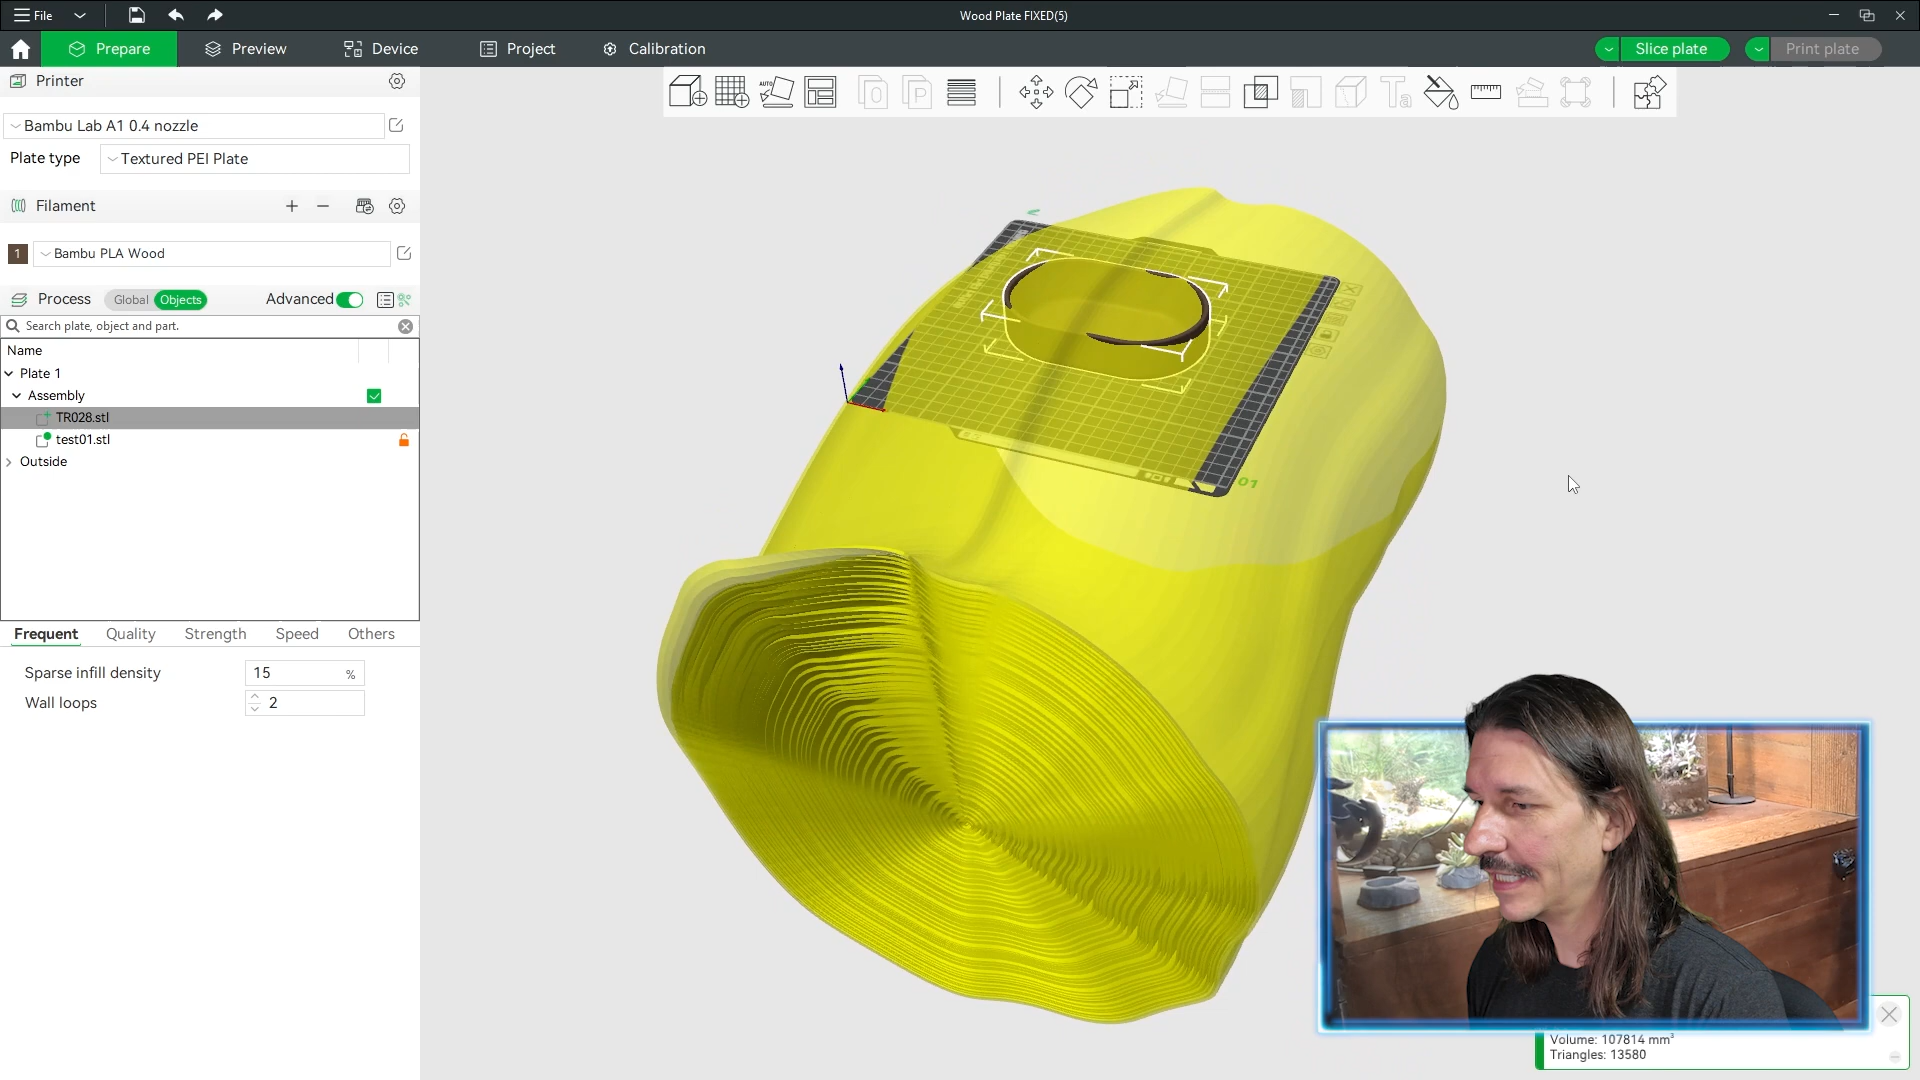 File
Wood Plate FIXED(5)
Prepare
Preview
Device
Project
Calibration
Slice plate
Print plate
Printer
Bambu Lab A1 0.4 nozzle
Plate type
Textured PEI Plate
Filament
1
Bambu PLA Wood
Process
Global
Objects
Advanced
Search plate, object and part.
Name
Plate 1
Assembly
TR028.stl
test01.stl
Outside
Frequent
Quality
Strength
Speed
Others
Sparse infill density
15
%
Wall loops
2
AUTO
O
P
Ta
01
Volume: 107814 mm³
Triangles: 13580